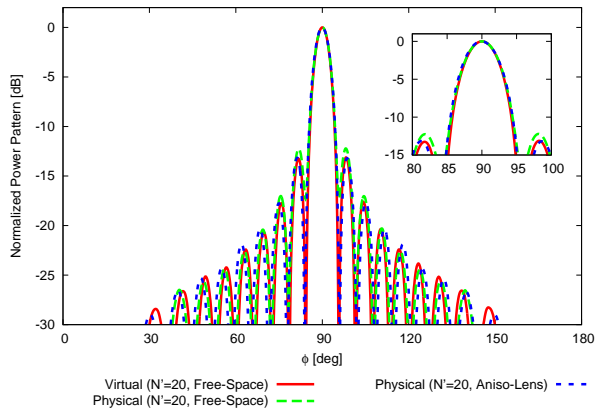 0
-5
-10
-15
-20
-25
-30
Normalized Power Pattern [dB]
0 30 60 90 120 150 180
ϕ [deg]
0
-5
-10
-15
80 85 90 95 100
Virtual (N'=20, Free-Space)
Physical (N'=20, Free-Space)
Physical (N'=20, Aniso-Lens)